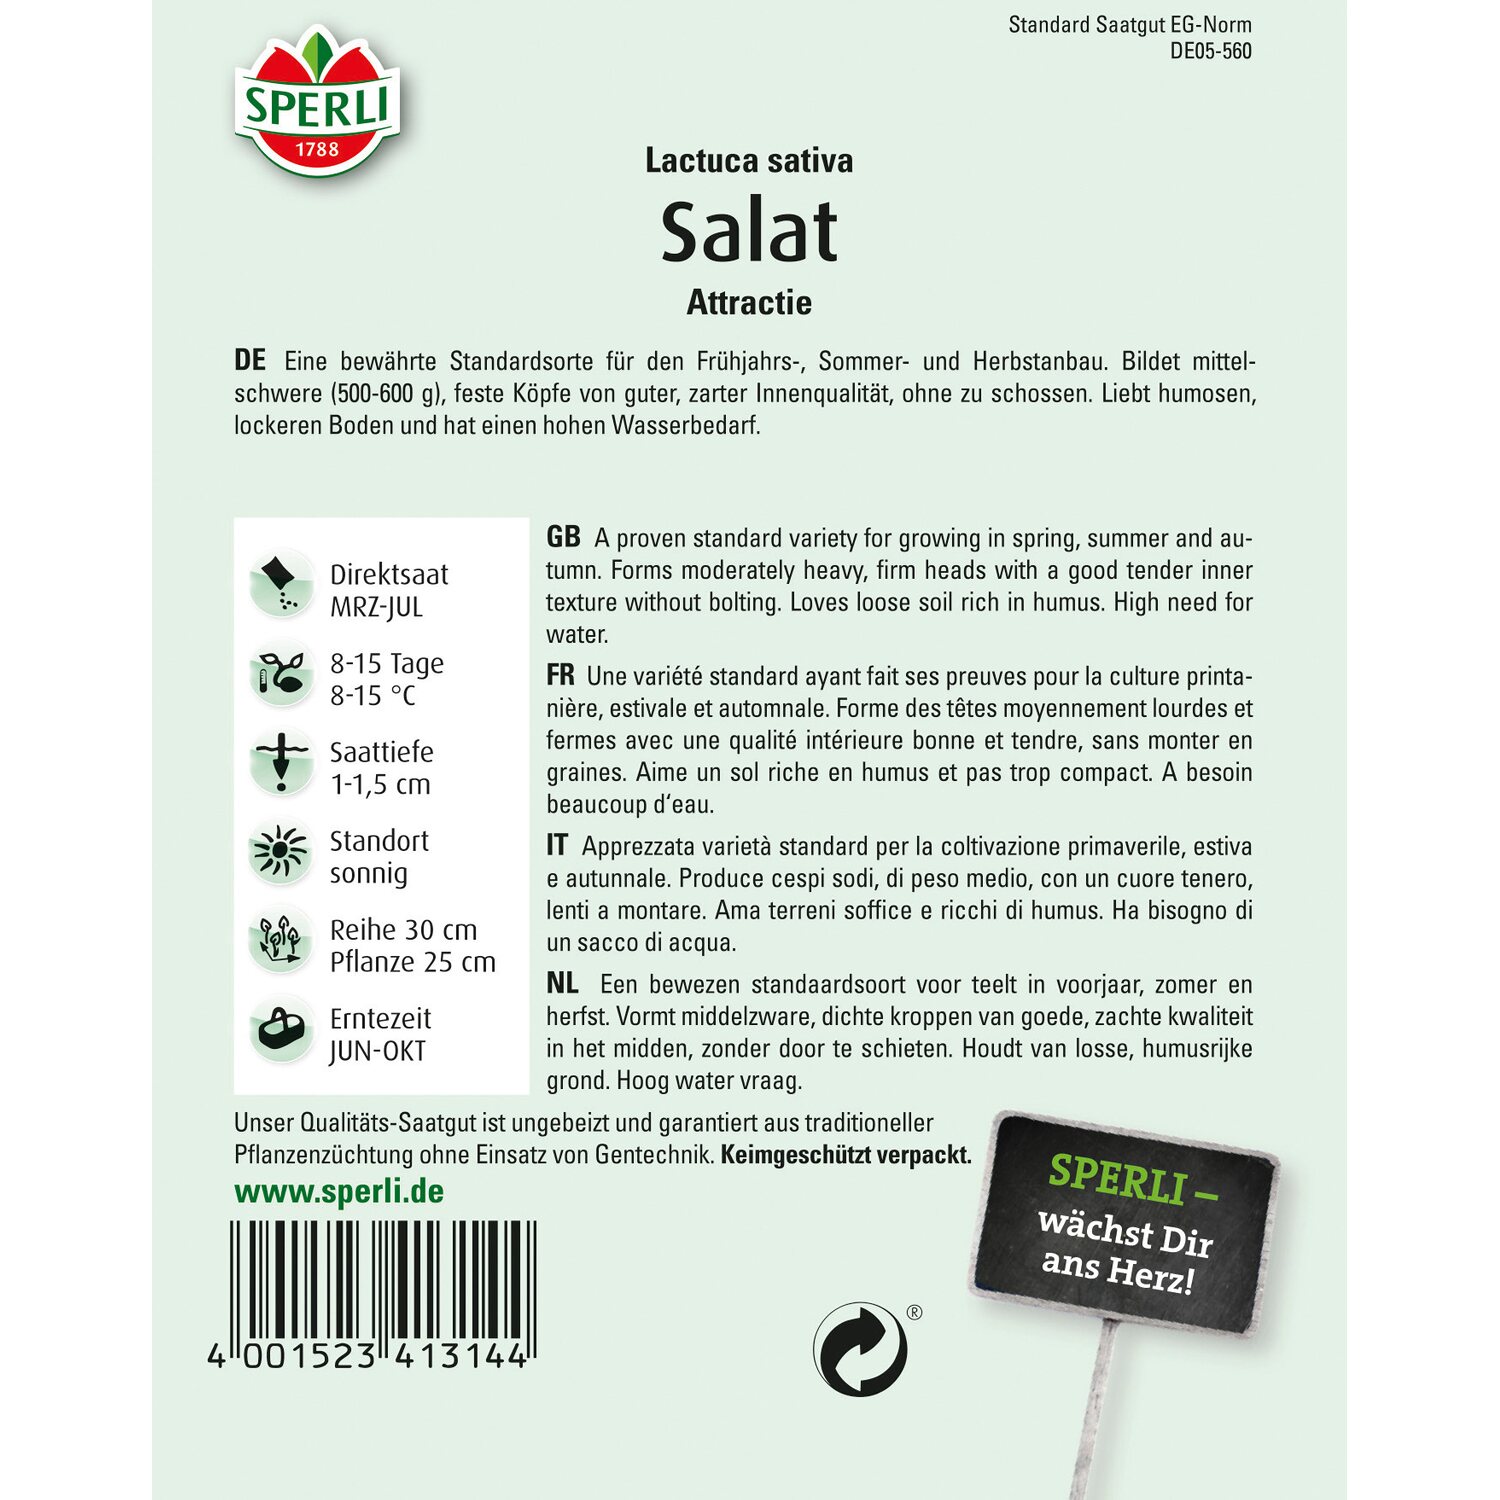 Standard Saatgut EG-Norm
DE05-560
SPERLI
1788
Lactuca sativa
Salat
Attractie
DE Eine bewährte Standardsorte für den Frühjahrs-, Sommer- und Herbstanbau. Bildet mittel-
schwere (500-600 g), feste Köpfe von guter, zarter Innenqualität, ohne zu schossen. Liebt humosen,
lockeren Boden und hat einen hohen Wasserbedarf.
Direktsaat
MRZ-JUL
8-15 Tage
8-15 °C
Saattiefe
1-1,5 cm
Standort
sonnig
Reihe 30 cm
Pflanze 25 cm
Erntezeit
JUN-OKT
GB A proven standard variety for growing in spring, summer and au-
tumn. Forms moderately heavy, firm heads with a good tender inner
texture without bolting. Loves loose soil rich in humus. High need for
water.
FR Une variété standard ayant fait ses preuves pour la culture printa-
nière, estivale et automnale. Forme des têtes moyennement lourdes et
fermes avec une qualité intérieure bonne et tendre, sans monter en
graines. Aime un sol riche en humus et pas trop compact. A besoin
beaucoup d‘eau.
IT Apprezzata varietà standard per la coltivazione primaverile, estiva
e autunnale. Produce cespi sodi, di peso medio, con un cuore tenero,
lenti a montare. Ama terreni soffice e ricchi di humus. Ha bisogno di
un sacco di acqua.
NL Een bewezen standaardsoort voor teelt in voorjaar, zomer en
herfst. Vormt middelzware, dichte kroppen van goede, zachte kwaliteit
in het midden, zonder door te schieten. Houdt van losse, humusrijke
grond. Hoog water vraag.
Unser Qualitäts-Saatgut ist ungebeizt und garantiert aus traditioneller
Pflanzenzüchtung ohne Einsatz von Gentechnik. Keimgeschützt verpackt.
www.sperli.de
4 001523 413144
®
SPERLI –
wächst Dir
ans Herz!